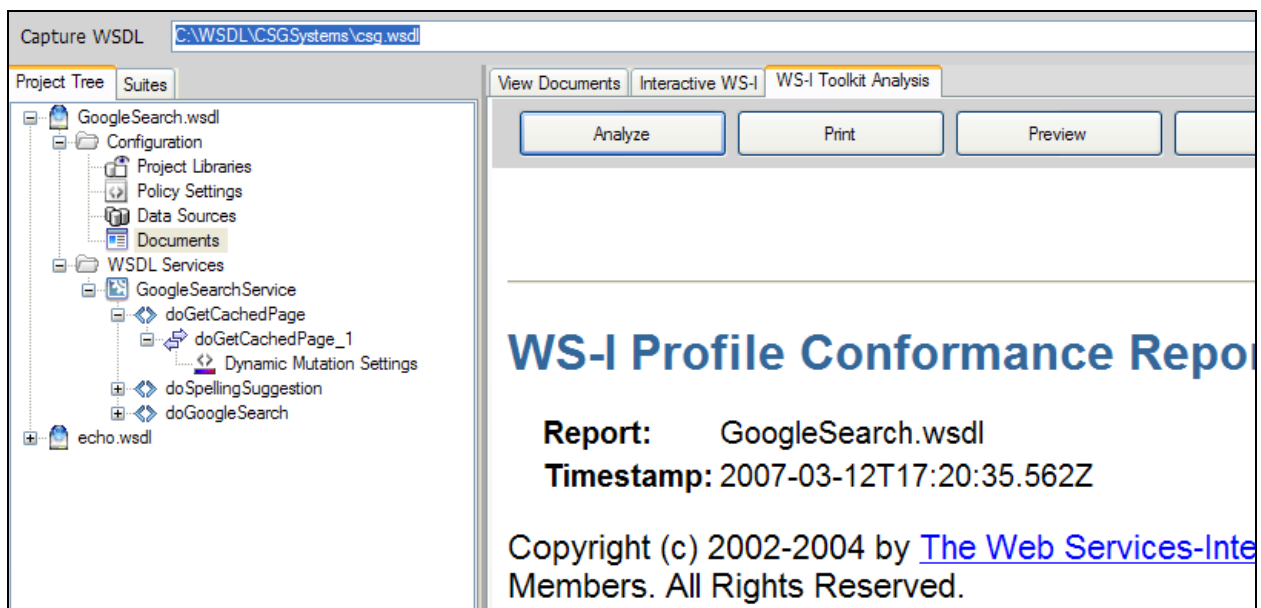 Capture WSDL C:\WSDL\CSGSystems\csg.wsdl
Project Tree Suites
GoogleSearch.wsdl
Configuration
Project Libraries
Policy Settings
Data Sources
Documents
WSDL Services
GoogleSearchService
doGetCachedPage
doGetCachedPage_1
Dynamic Mutation Settings
doSpellingSuggestion
doGoogleSearch
echo.wsdl
View Documents Interactive WS-I WS-I Toolkit Analysis
Analyze Print Preview
WS-I Profile Conformance Repor
Report: GoogleSearch.wsdl
Timestamp: 2007-03-12T17:20:35.562Z
Copyright (c) 2002-2004 by The Web Services-Inte
Members. All Rights Reserved.